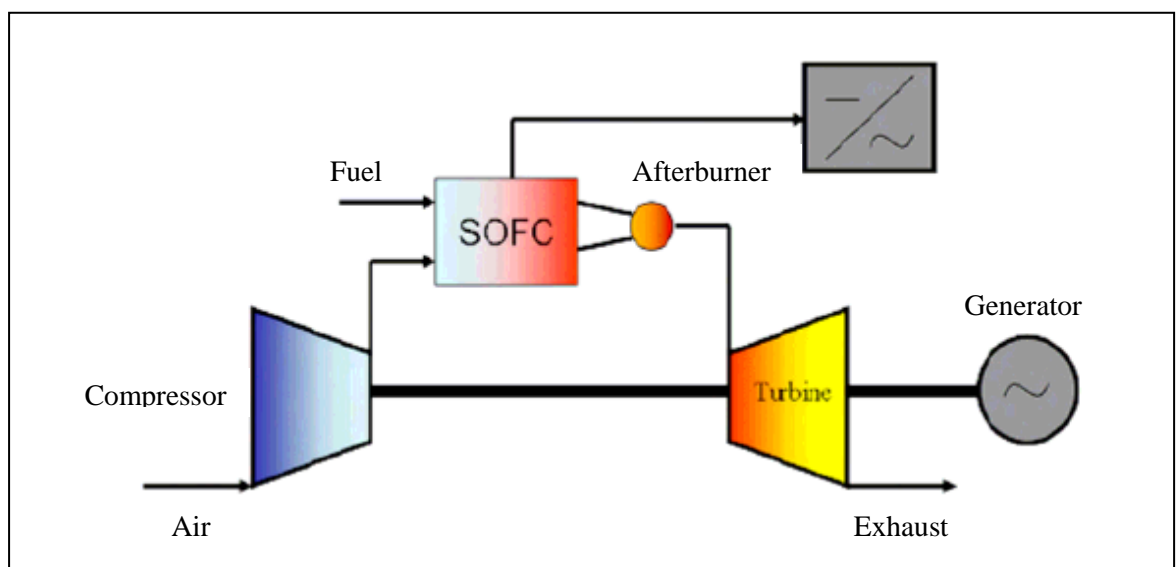 Fuel
Afterburner
SOFC
Generator
Compressor
Turbine
Air
Exhaust